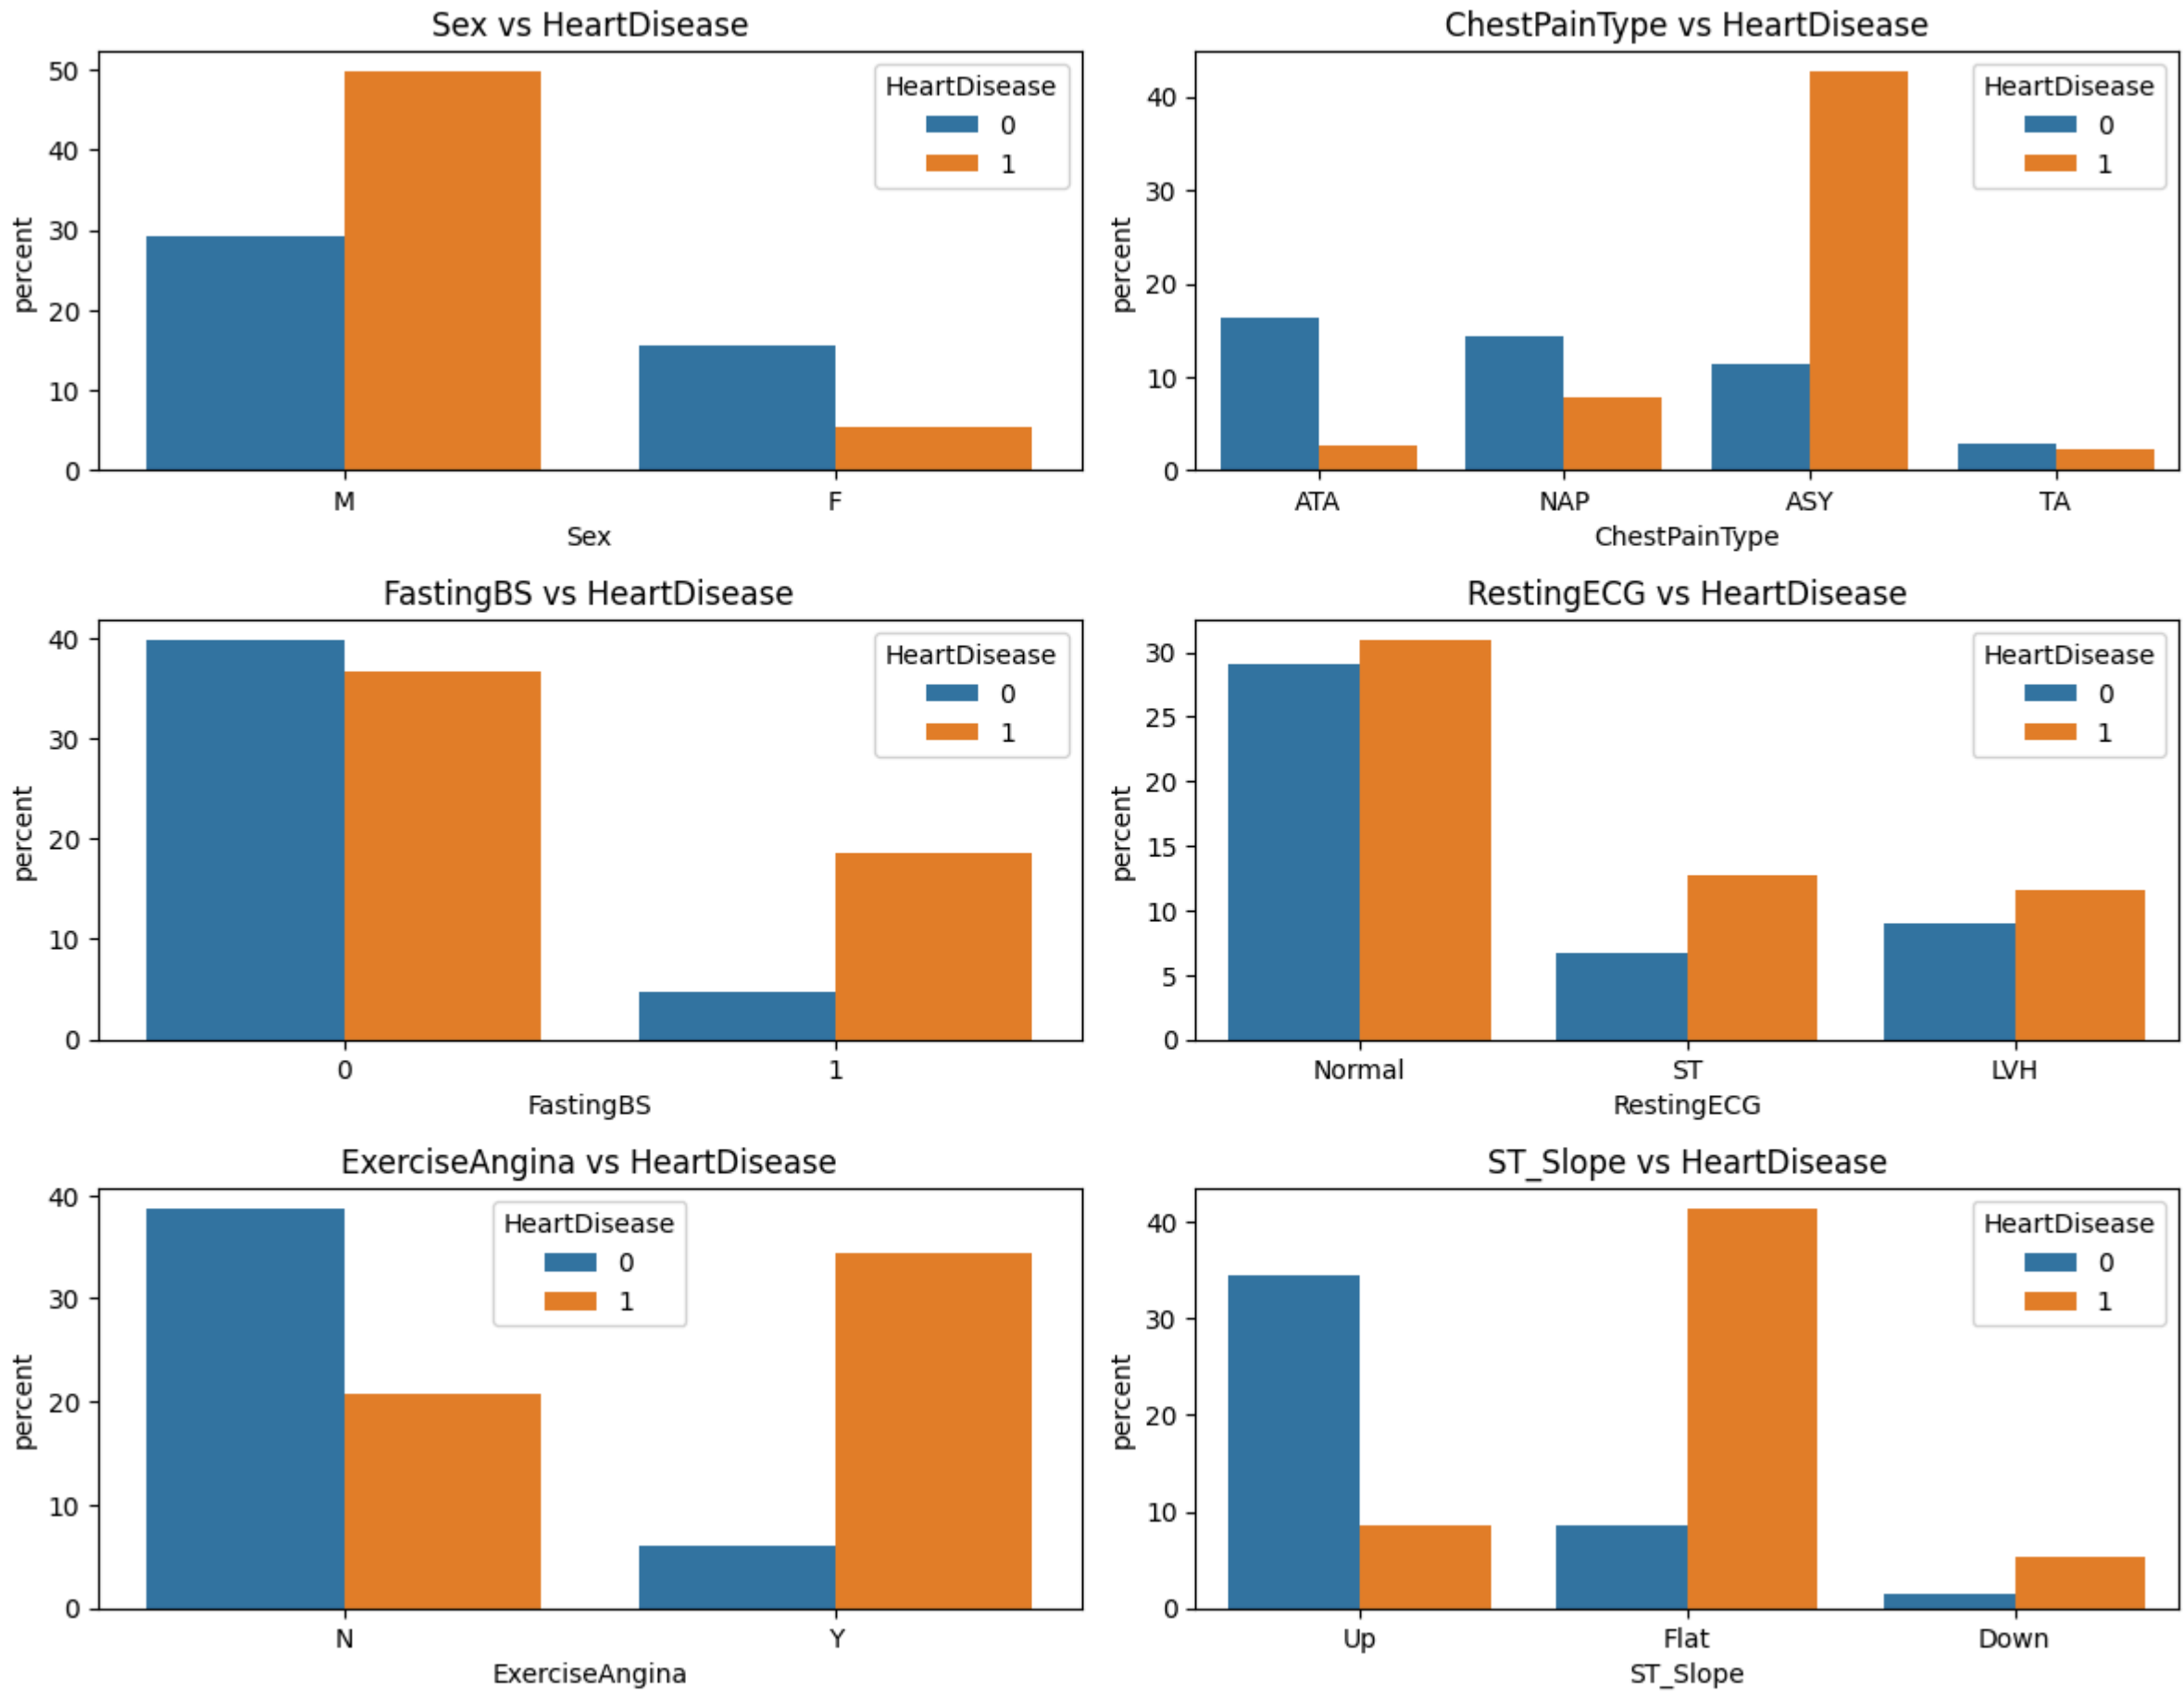 Sex vs HeartDisease
percent
50
40
30
20
10
0
M F
Sex
HeartDisease
0
1
ChestPainType vs HeartDisease
percent
40
30
20
10
0
ATA NAP ASY TA
ChestPainType
HeartDisease
0
1
FastingBS vs HeartDisease
percent
40
30
20
10
0
0 1
FastingBS
HeartDisease
0
1
RestingECG vs HeartDisease
percent
30
25
20
15
10
5
0
Normal ST LVH
RestingECG
HeartDisease
0
1
ExerciseAngina vs HeartDisease
percent
40
30
20
10
0
N Y
ExerciseAngina
HeartDisease
0
1
ST_Slope vs HeartDisease
percent
40
30
20
10
0
Up Flat Down
ST_Slope
HeartDisease
0
1